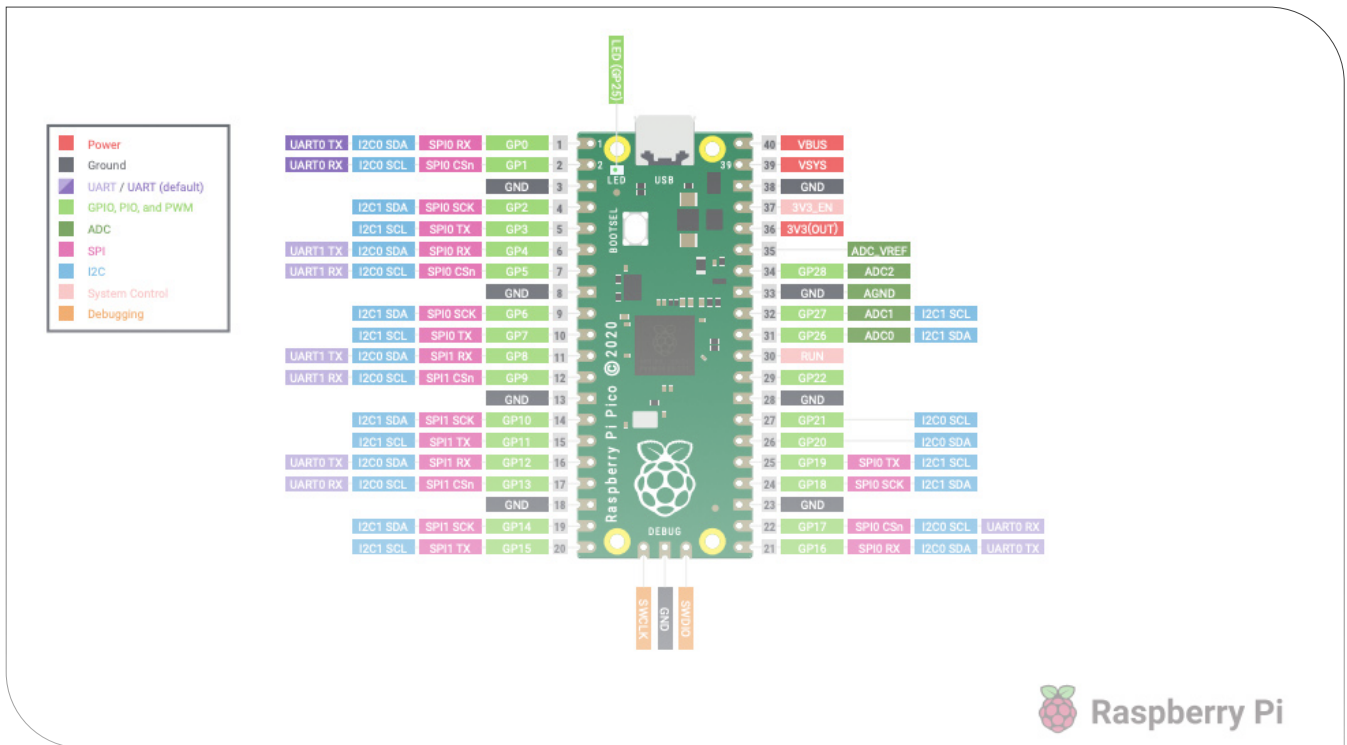 LED (GP25)
Power
Ground
UART / UART (default)
GPIO, PIO, and PWM
ADC
SPI
I2C
System Control
Debugging
UART0 TX I2C0 SDA SPI0 RX GP0 1
UART0 RX I2C0 SCL SPI0 CSn GP1 2
GND 3
I2C1 SDA SPI0 SCK GP2 4
I2C1 SCL SPI0 TX GP3 5
UART1 TX I2C0 SDA SPI0 RX GP4 6
UART1 RX I2C0 SCL SPI0 CSn GP5 7
GND 8
I2C1 SDA SPI0 SCK GP6 9
I2C1 SCL SPI0 TX GP7 10
UART1 TX I2C0 SDA SPI1 RX GP8 11
UART1 RX I2C0 SCL SPI1 CSn GP9 12
GND 13
I2C1 SDA SPI1 SCK GP10 14
I2C1 SCL SPI1 TX GP11 15
UART0 TX I2C0 SDA SPI1 RX GP12 16
UART0 RX I2C0 SCL SPI1 CSn GP13 17
GND 18
I2C1 SDA SPI1 SCK GP14 19
I2C1 SCL SPI1 TX GP15 20
1
2
39
LED
USB
BOOTSEL
Raspberry Pi Pico ©2020
DEBUG
40 VBUS
39 VSYS
38 GND
37 3V3_EN
36 3V3(OUT)
35 ADC_VREF
34 GP28 ADC2
33 GND AGND
32 GP27 ADC1 I2C1 SCL
31 GP26 ADC0 I2C1 SDA
30 RUN
29 GP22
28 GND
27 GP21 I2C0 SCL
26 GP20 I2C0 SDA
25 GP19 SPI0 TX I2C1 SCL
24 GP18 SPI0 SCK I2C1 SDA
23 GND
22 GP17 SPI0 CSn I2C0 SCL UART0 RX
21 GP16 SPI0 RX I2C0 SDA UART0 TX
SWCLK
GND
SWDIO
Raspberry Pi